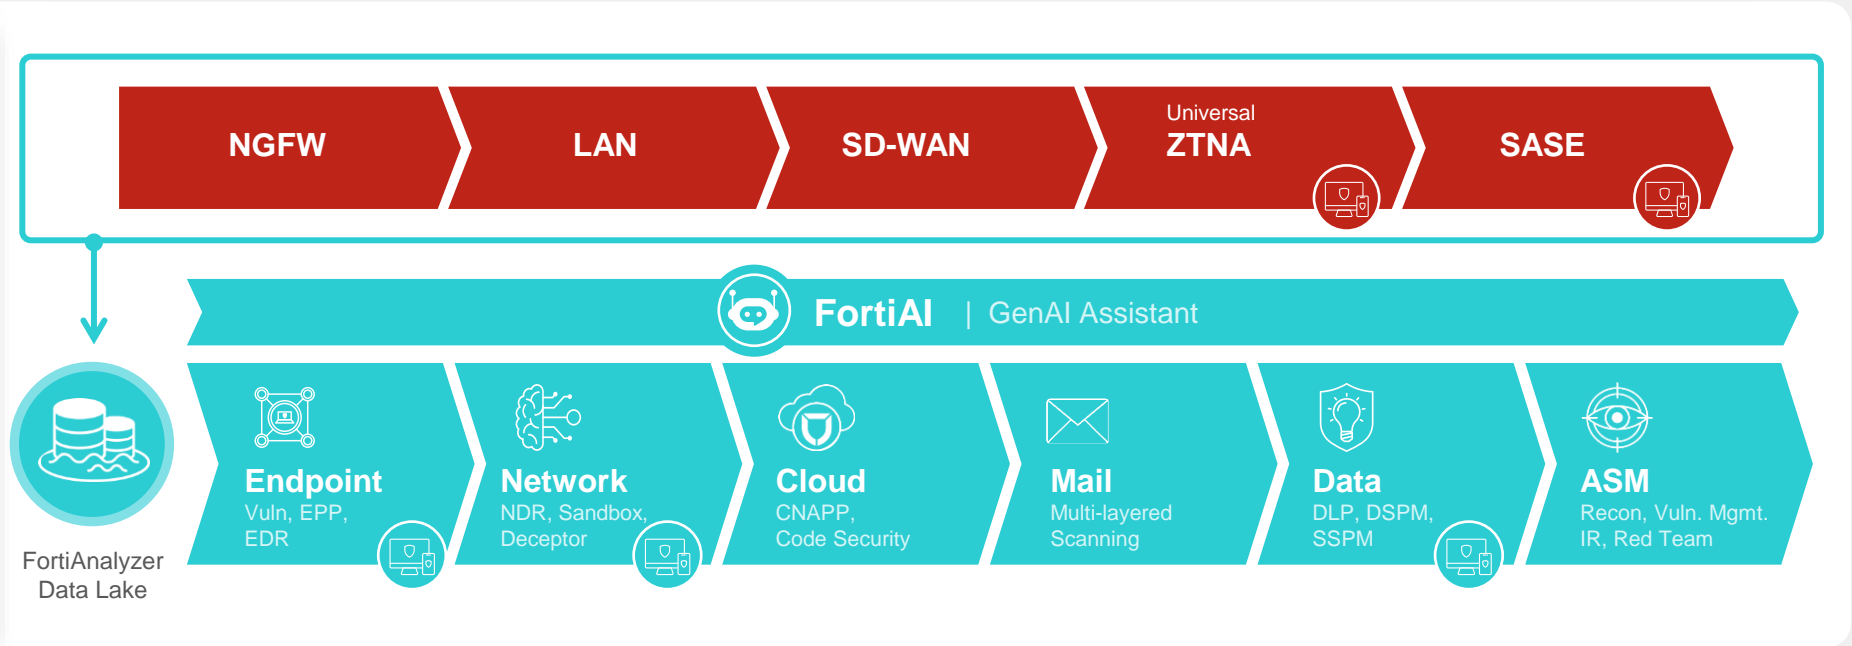 NGFW
LAN
SD-WAN
Universal
ZTNA
SASE
FortiAI | GenAI Assistant
Endpoint
Vuln, EPP,
EDR
Network
NDR, Sandbox,
Deceptor
Cloud
CNAPP,
Code Security
Mail
Multi-layered
Scanning
Data
DLP, DSPM,
SSPM
ASM
Recon, Vuln. Mgmt.
IR, Red Team
FortiAnalyzer
Data Lake